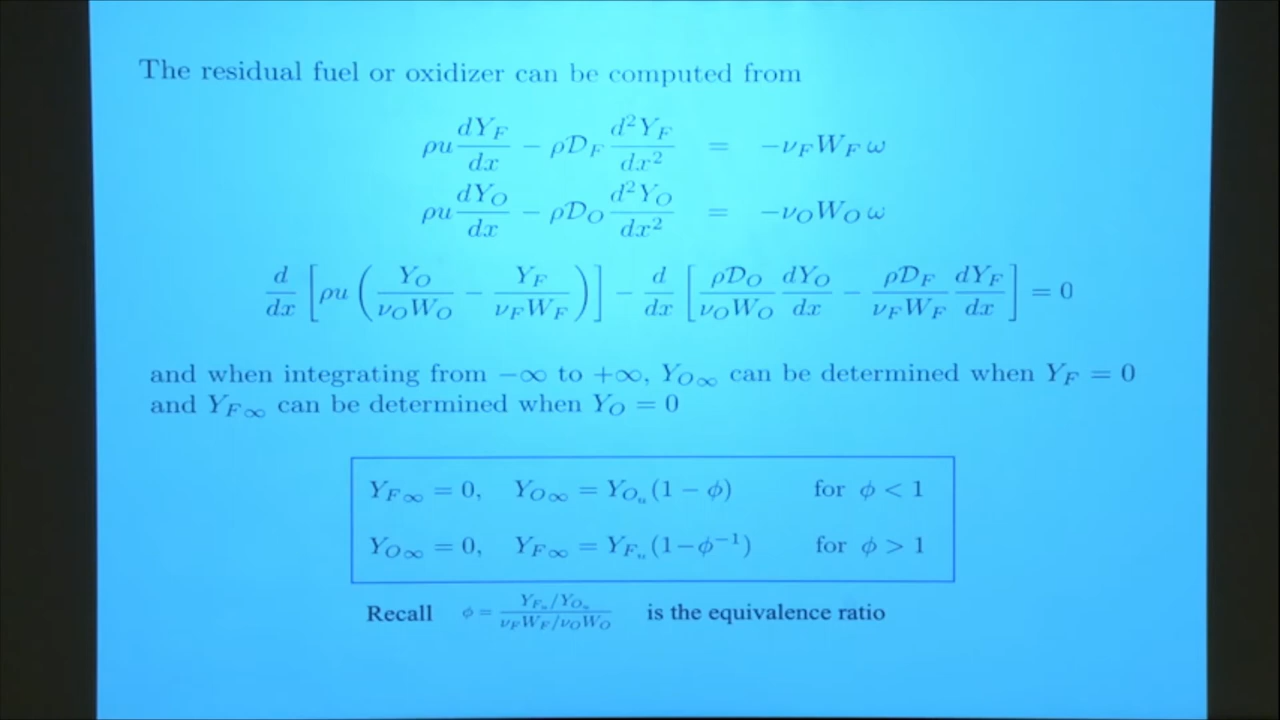 The residual fuel or oxidizer can be computed from
ρu dY_F/dx − ρ𝒟_F d²Y_F/dx² = −ν_F W_F ω
ρu dY_O/dx − ρ𝒟_O d²Y_O/dx² = −ν_O W_O ω
d/dx [ρu (Y_O/(ν_O W_O) − Y_F/(ν_F W_F))] − d/dx [ρ𝒟_O/(ν_O W_O) dY_O/dx − ρ𝒟_F/(ν_F W_F) dY_F/dx] = 0
and when integrating from −∞ to +∞, Y_O∞ can be determined when Y_F = 0
and Y_F∞ can be determined when Y_O = 0
Y_F∞ = 0, Y_O∞ = Y_O_u (1 − ϕ) for ϕ < 1
Y_O∞ = 0, Y_F∞ = Y_F_u (1−ϕ⁻¹) for ϕ > 1
Recall ϕ = (Y_F_u/Y_O_u)/(ν_F W_F/ν_O W_O) is the equivalence ratio